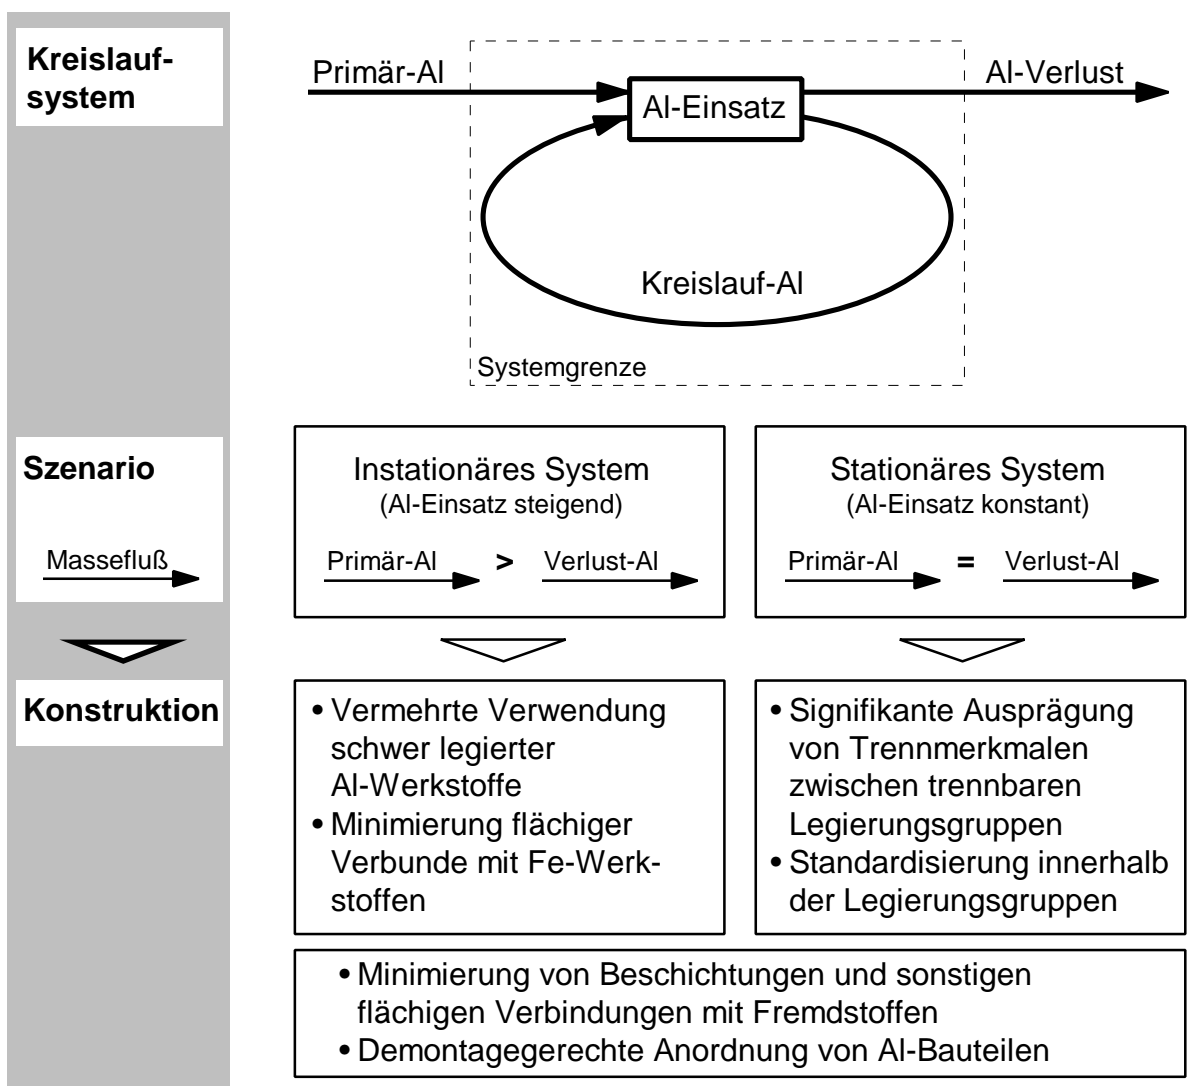 Kreislauf-
system
Primär-Al
Al-Einsatz
Al-Verlust
Kreislauf-Al
Systemgrenze
Szenario
Massefluß
Instationäres System
(Al-Einsatz steigend)
Primär-Al > Verlust-Al
Stationäres System
(Al-Einsatz konstant)
Primär-Al = Verlust-Al
Konstruktion
• Vermehrte Verwendung
schwer legierter
Al-Werkstoffe
• Minimierung flächiger
Verbunde mit Fe-Werk-
stoffen
• Signifikante Ausprägung
von Trennmerkmalen
zwischen trennbaren
Legierungsgruppen
• Standardisierung innerhalb
der Legierungsgruppen
• Minimierung von Beschichtungen und sonstigen
flächigen Verbindungen mit Fremdstoffen
• Demontagegerechte Anordnung von Al-Bauteilen